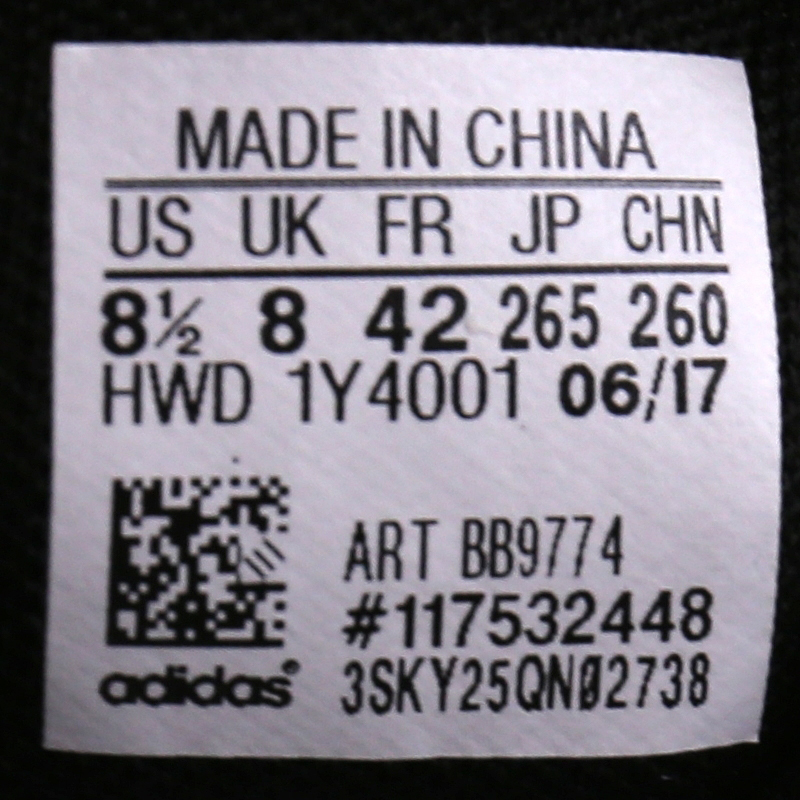 MADE IN CHINA
US UK FR JP CHN
8½ 8 42 265 260
HWD 1Y4001 06/17
ART BB9774
#117532448
adidas®
3SKY25QN02738